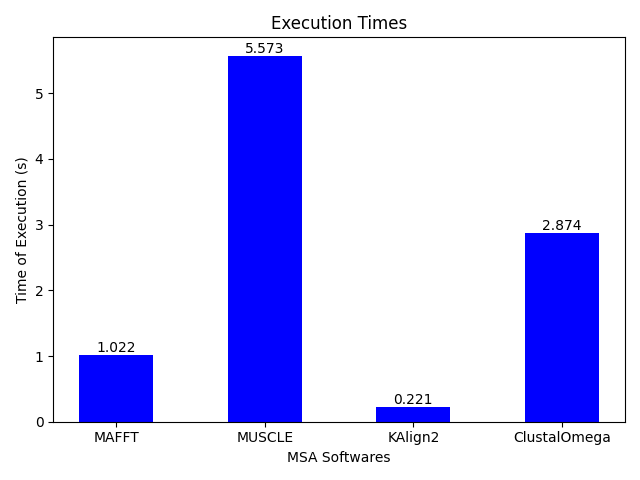 Execution Times
5.573
2.874
1.022
0.221
Time of Execution (s)
5
4
3
2
1
0
MAFFT MUSCLE KAlign2 ClustalOmega
MSA Softwares